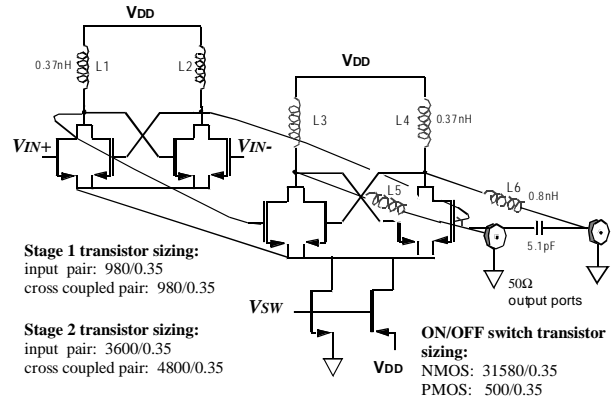 VDD
0.37nH
L1
L2
VDD
L3
L4
0.37nH
VIN+
VIN-
L5
L6
0.8nH
5.1pF
Stage 1 transistor sizing:
input pair: 980/0.35
cross coupled pair: 980/0.35
50Ω
output ports
VSW
Stage 2 transistor sizing:
input pair: 3600/0.35
cross coupled pair: 4800/0.35
VDD
ON/OFF switch transistor
sizing:
NMOS: 31580/0.35
PMOS: 500/0.35